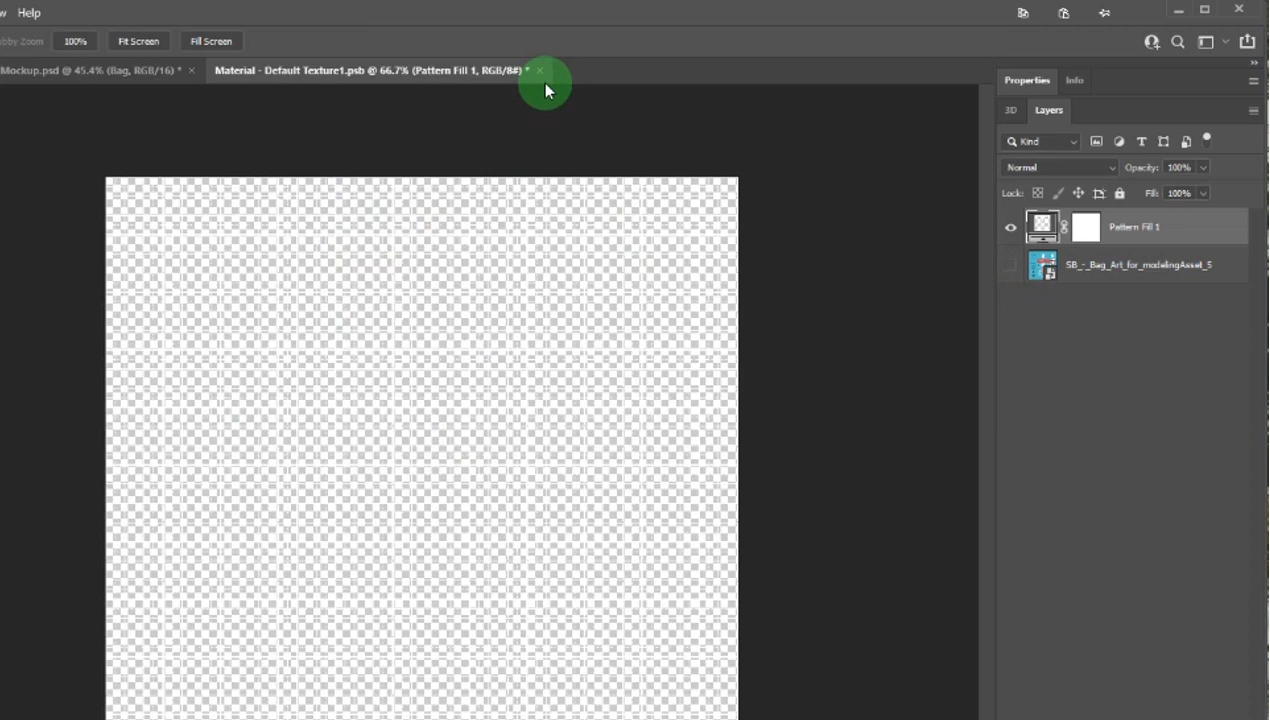 Help
100%
Fit Screen
Fill Screen
Mockup.psd @ 45.4% (Bag, RGB/16) * ×
Material - Default Texture1.psb @ 66.7% (Pattern Fill 1, RGB/8#) * ×
Properties
Info
3D
Layers
Kind
Normal
Opacity: 100%
Lock:
Fill: 100%
Pattern Fill 1
SB_-_Bag_Art_for_modelingAsset_5